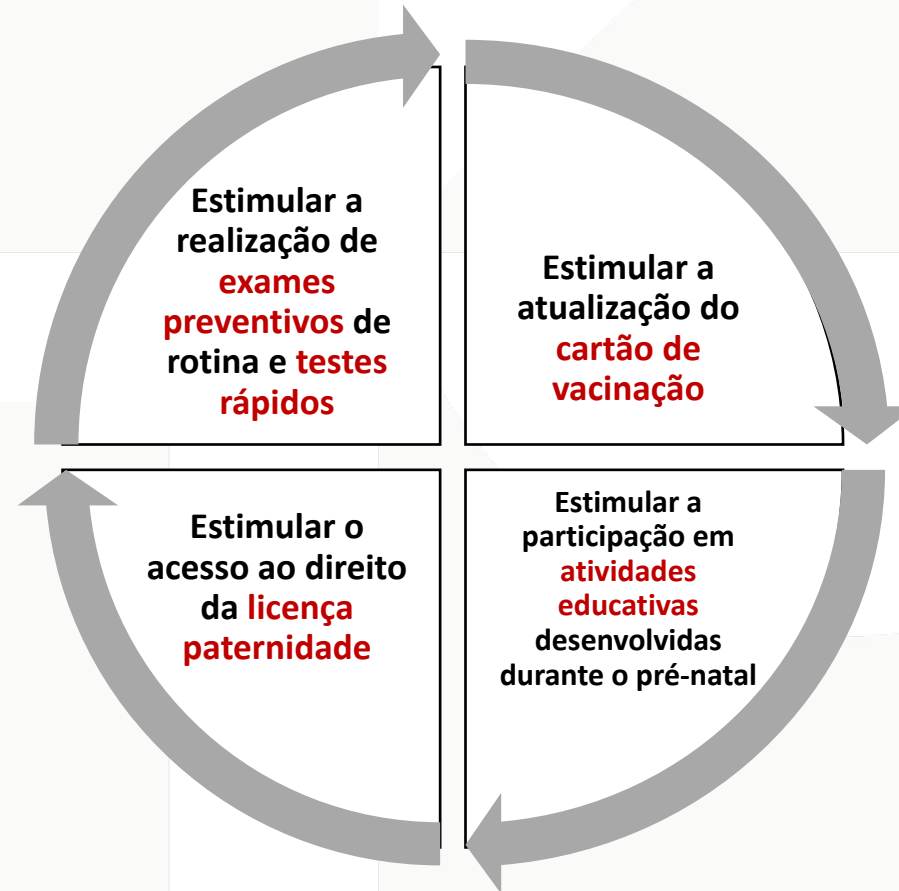 Estimular a
realização de
exames
preventivos de
rotina e testes
rápidos
Estimular a
atualização do
cartão de
vacinação
Estimular o
acesso ao direito
da licença
paternidade
Estimular a
participação em
atividades
educativas
desenvolvidas
durante o pré-natal